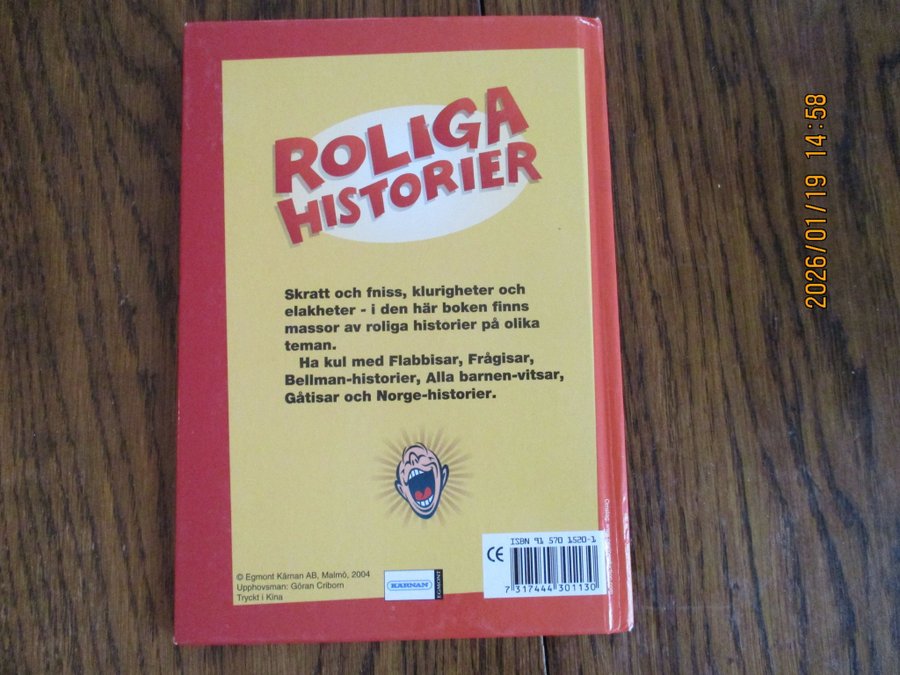 ROLIGA
HISTORIER
Skratt och fniss, klurigheter och
elakheter - i den här boken finns
massor av roliga historier på olika
teman.
Ha kul med Flabbisar, Frågisar,
Bellman-historier, Alla barnen-vitsar,
Gåtisar och Norge-historier.
© Egmont Kärnan AB, Malmö, 2004
Upphovsman: Göran Criborn
Tryckt i Kina
KÄRNAN
EGMONT
CE
ISBN 91 570 1520-1
7 317444 301130
2026/01/19 14:58